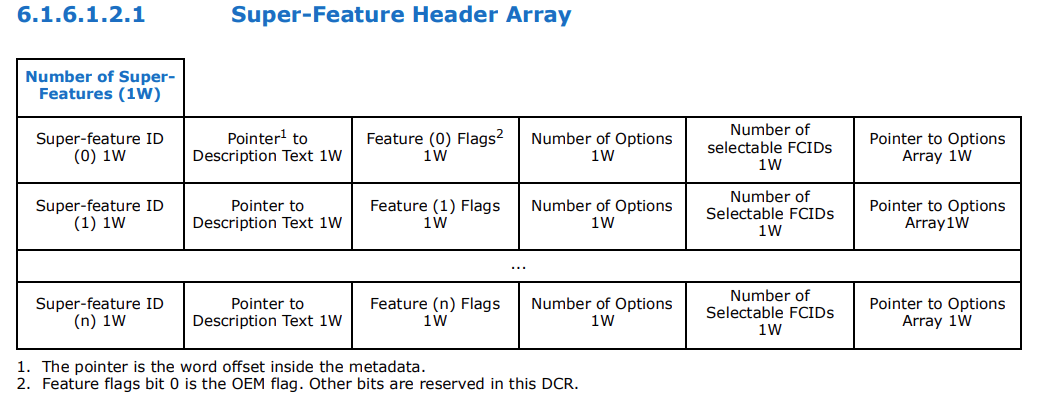 6.1.6.1.2.1 Super-Feature Header Array
Number of Super-
Features (1W)
Super-feature ID
(0) 1W
Pointer1 to
Description Text 1W
Feature (0) Flags2
1W
Number of Options
1W
Number of
selectable FCIDs
1W
Pointer to Options
Array 1W
Super-feature ID
(1) 1W
Pointer to
Description Text 1W
Feature (1) Flags
1W
Number of Options
1W
Number of
Selectable FCIDs
1W
Pointer to Options
Array1W
...
Super-feature ID
(n) 1W
Pointer to
Description Text 1W
Feature (n) Flags
1W
Number of Options
1W
Number of
Selectable FCIDs
1W
Pointer to Options
Array 1W
1. The pointer is the word offset inside the metadata.
2. Feature flags bit 0 is the OEM flag. Other bits are reserved in this DCR.